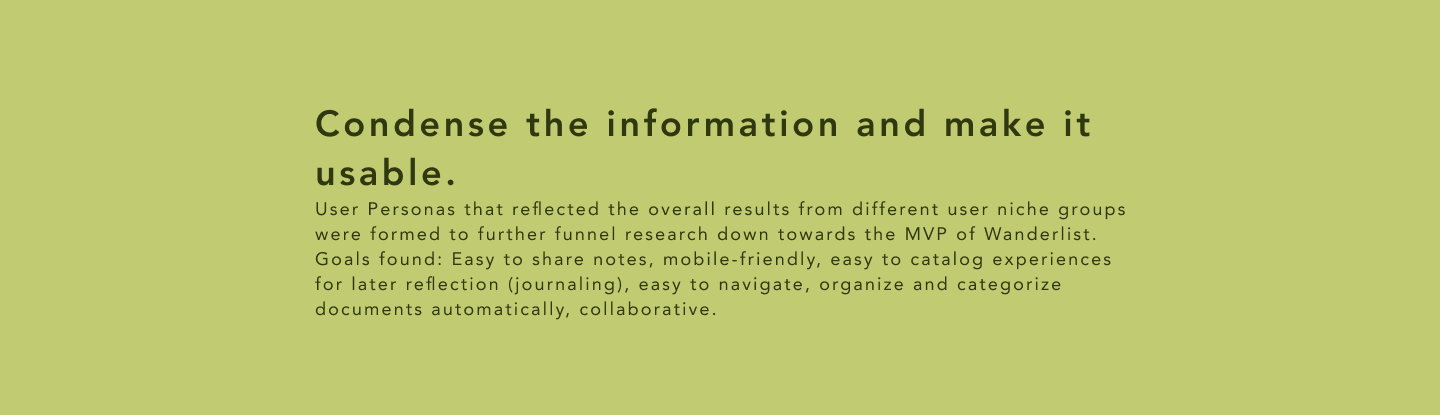 Condense the information and make it
usable.
User Personas that reflected the overall results from different user niche groups
were formed to further funnel research down towards the MVP of Wanderlist.
Goals found: Easy to share notes, mobile-friendly, easy to catalog experiences
for later reflection (journaling), easy to navigate, organize and categorize
documents automatically, collaborative.